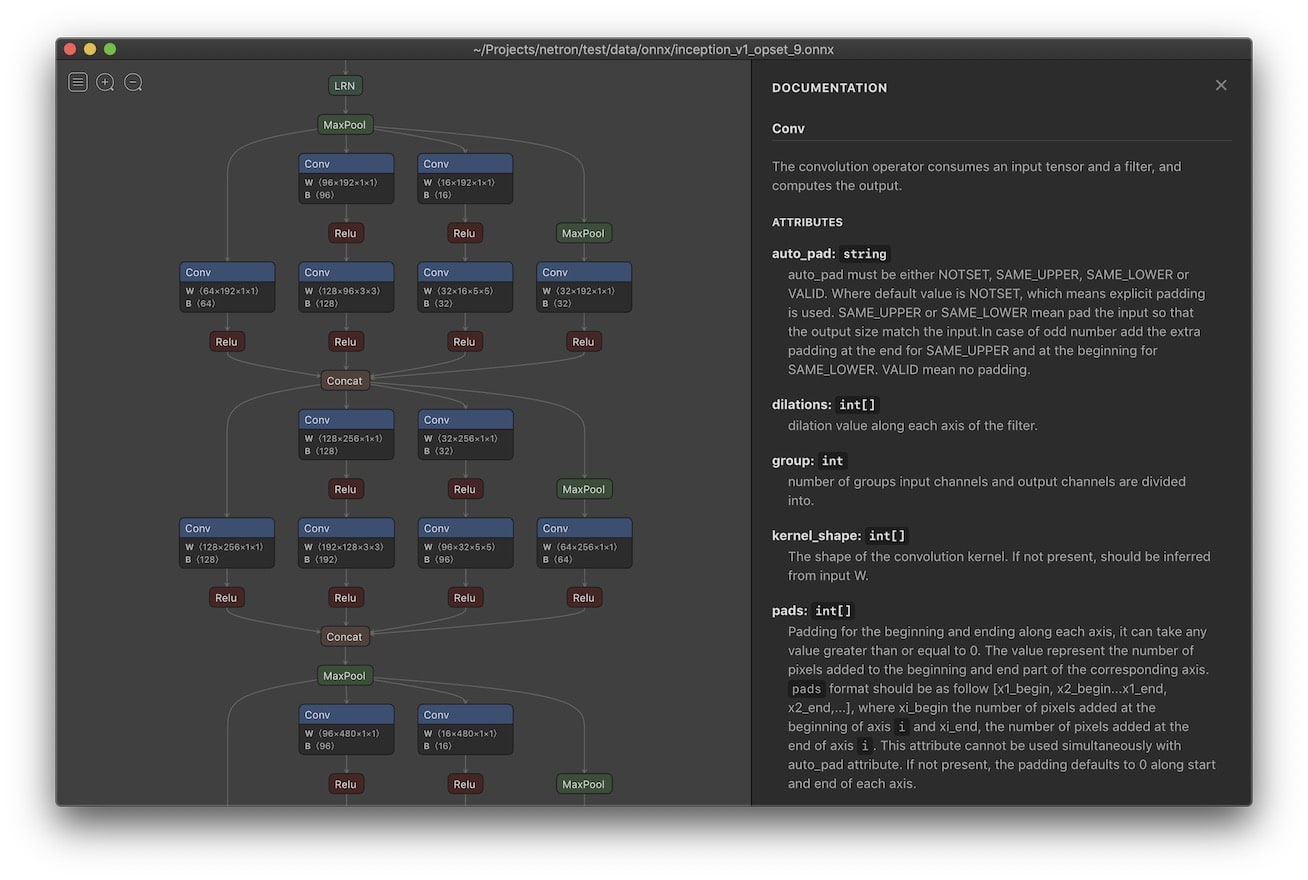 ~/Projects/netron/test/data/onnx/inception_v1_opset_9.onnx
LRN
MaxPool
Conv
W ⟨96×192×1×1⟩
B ⟨96⟩
Conv
W ⟨16×192×1×1⟩
B ⟨16⟩
Relu
Relu
MaxPool
Conv
W ⟨64×192×1×1⟩
B ⟨64⟩
Conv
W ⟨128×96×3×3⟩
B ⟨128⟩
Conv
W ⟨32×16×5×5⟩
B ⟨32⟩
Conv
W ⟨32×192×1×1⟩
B ⟨32⟩
Relu
Relu
Relu
Relu
Concat
Conv
W ⟨128×256×1×1⟩
B ⟨128⟩
Conv
W ⟨32×256×1×1⟩
B ⟨32⟩
Relu
Relu
MaxPool
Conv
W ⟨128×256×1×1⟩
B ⟨128⟩
Conv
W ⟨192×128×3×3⟩
B ⟨192⟩
Conv
W ⟨96×32×5×5⟩
B ⟨96⟩
Conv
W ⟨64×256×1×1⟩
B ⟨64⟩
Relu
Relu
Relu
Relu
Concat
MaxPool
Conv
W ⟨96×480×1×1⟩
B ⟨96⟩
Conv
W ⟨16×480×1×1⟩
B ⟨16⟩
Relu
Relu
MaxPool
DOCUMENTATION
Conv
The convolution operator consumes an input tensor and a filter, and
computes the output.
ATTRIBUTES
auto_pad: string
auto_pad must be either NOTSET, SAME_UPPER, SAME_LOWER or
VALID. Where default value is NOTSET, which means explicit padding
is used. SAME_UPPER or SAME_LOWER mean pad the input so that
the output size match the input.In case of odd number add the extra
padding at the end for SAME_UPPER and at the beginning for
SAME_LOWER. VALID mean no padding.
dilations: int[]
dilation value along each axis of the filter.
group: int
number of groups input channels and output channels are divided
into.
kernel_shape: int[]
The shape of the convolution kernel. If not present, should be inferred
from input W.
pads: int[]
Padding for the beginning and ending along each axis, it can take any
value greater than or equal to 0. The value represent the number of
pixels added to the beginning and end part of the corresponding axis.
pads format should be as follow [x1_begin, x2_begin...x1_end,
x2_end,...], where xi_begin the number of pixels added at the
beginning of axis i and xi_end, the number of pixels added at the
end of axis i. This attribute cannot be used simultaneously with
auto_pad attribute. If not present, the padding defaults to 0 along start
and end of each axis.